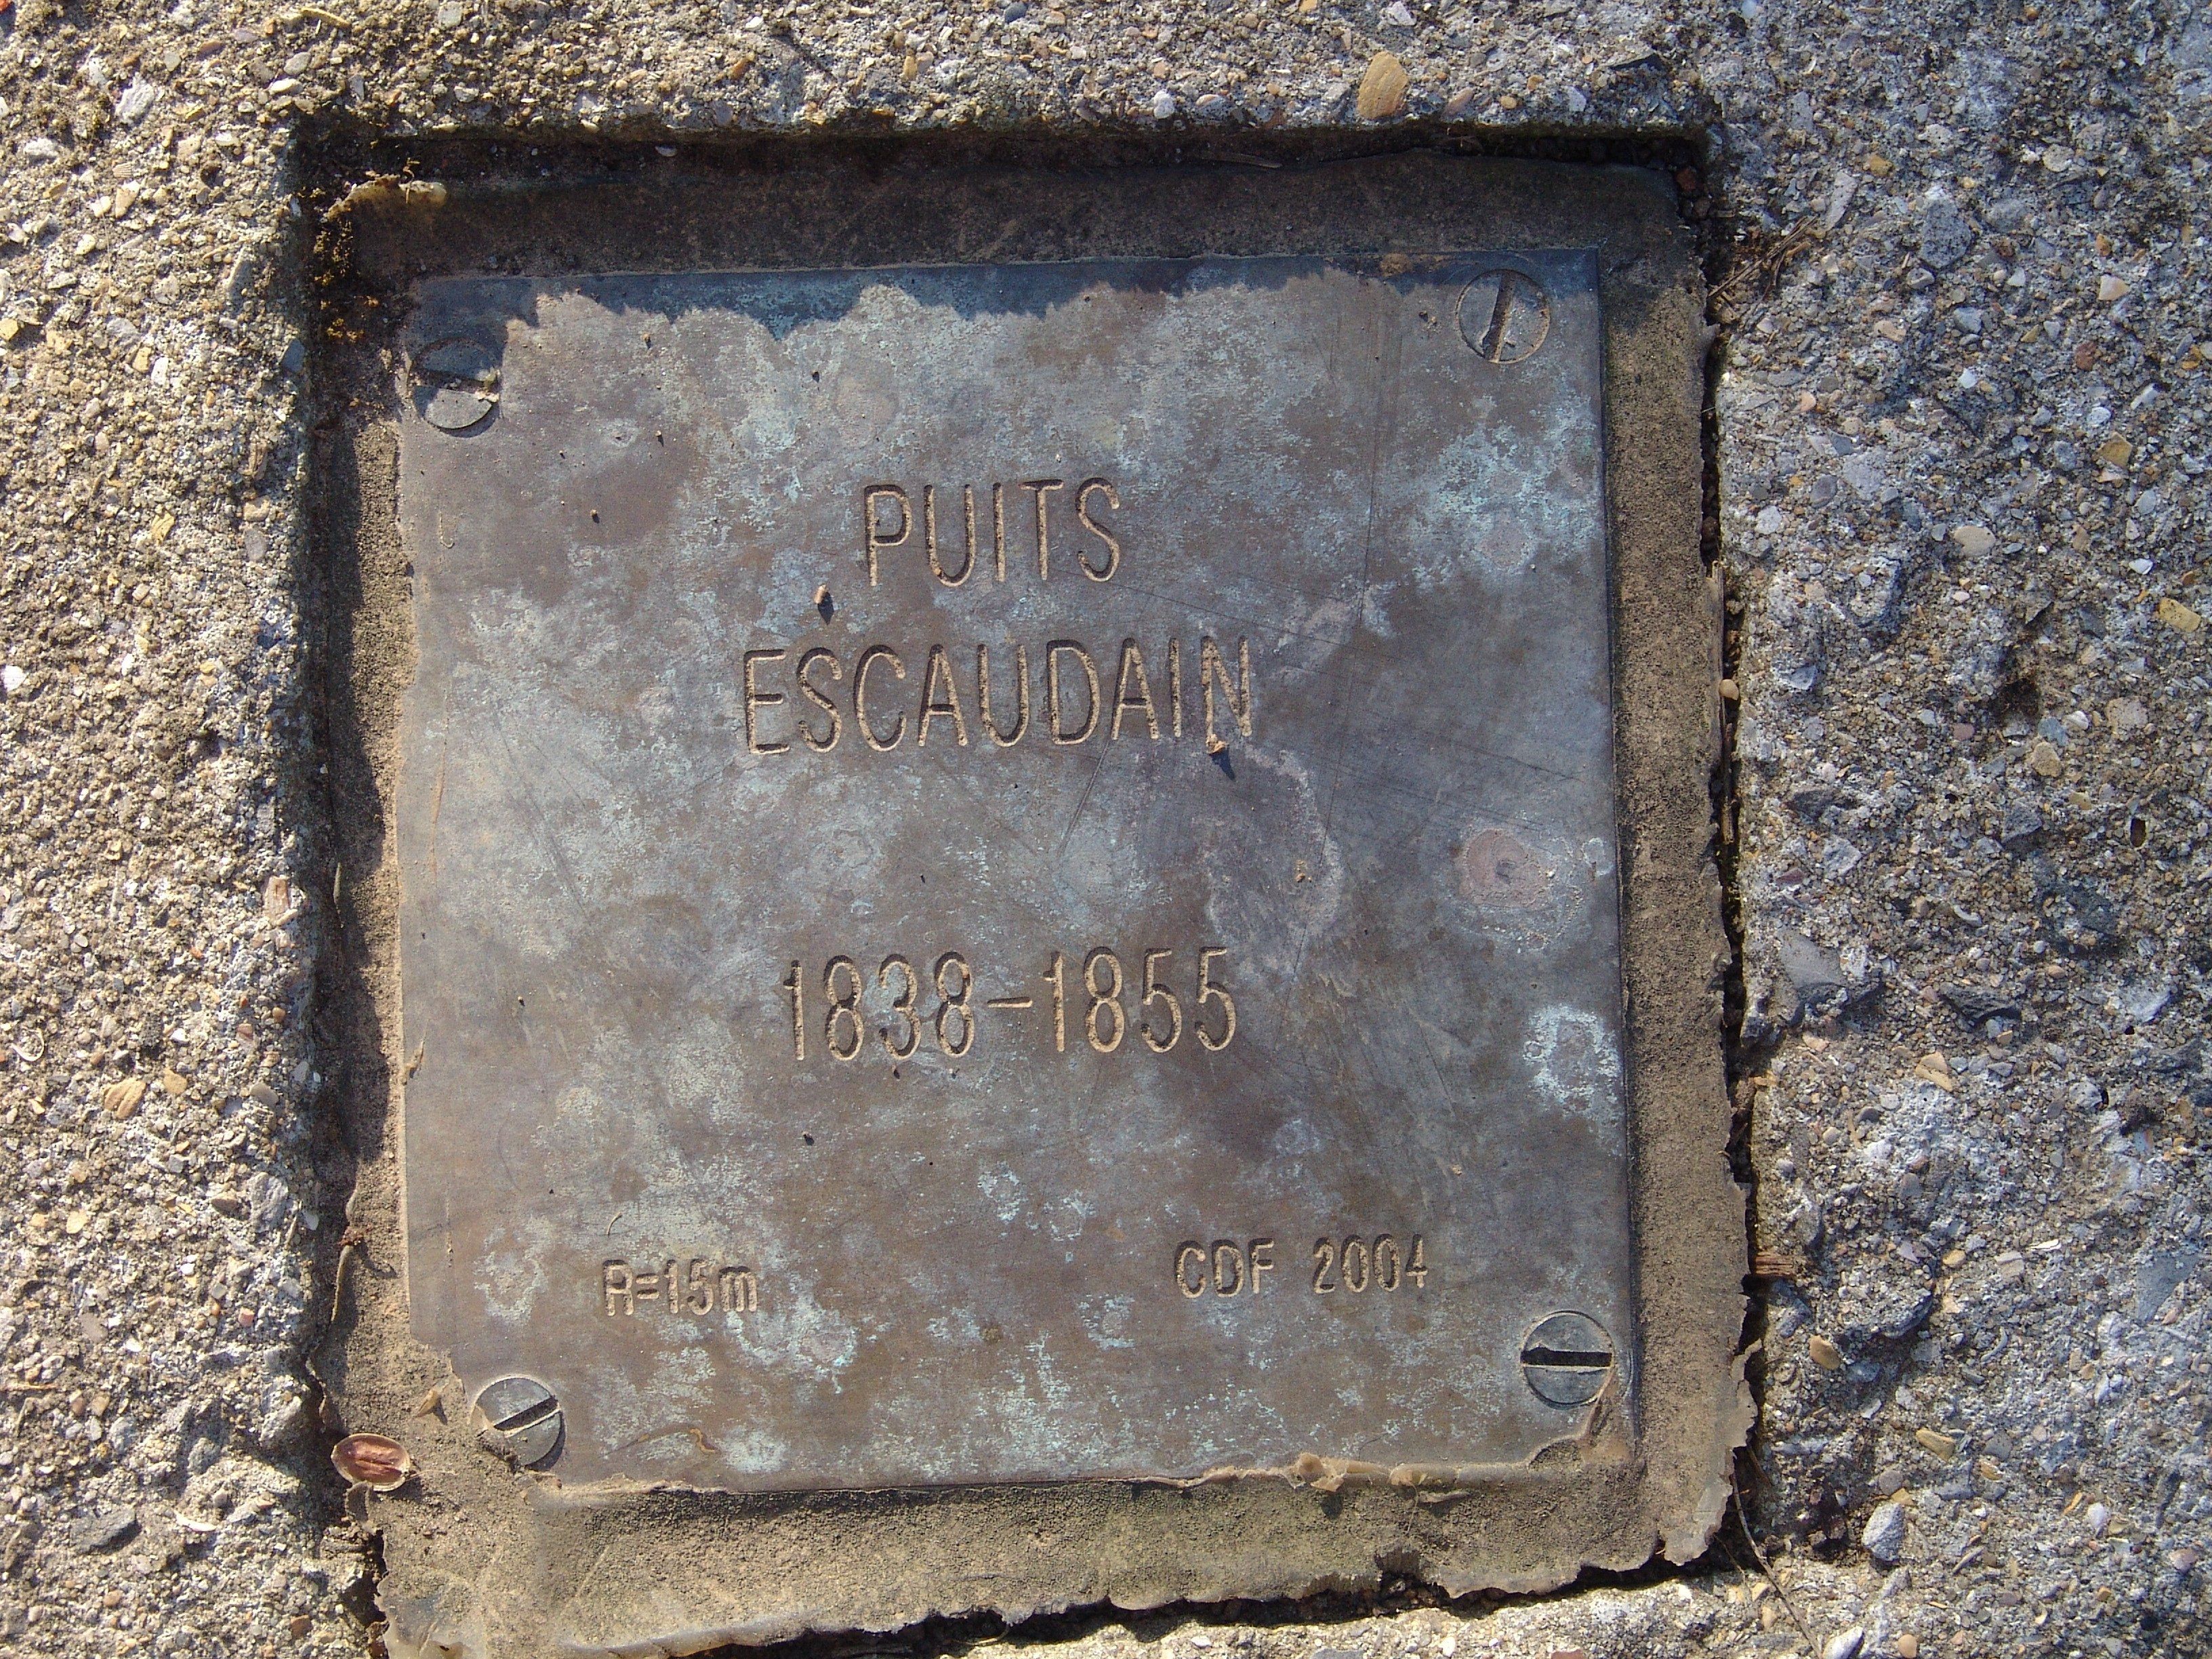 PUITS
ESCAUDAIN
1838-1855
R=15m CDF 2004